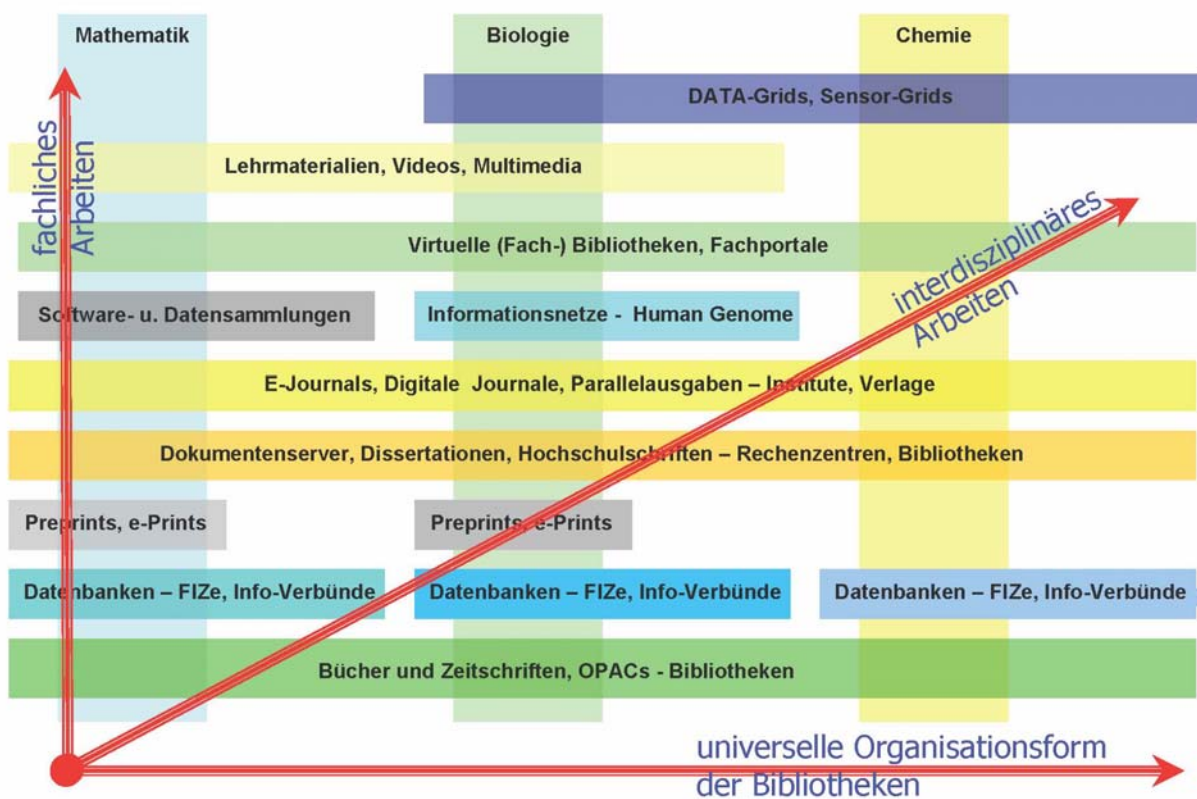 Mathematik
Biologie
Chemie
DATA-Grids, Sensor-Grids
Lehrmaterialien, Videos, Multimedia
fachliches
Arbeiten
Virtuelle (Fach-) Bibliotheken, Fachportale
interdisziplinäres
Arbeiten
Software- u. Datensammlungen
Informationsnetze - Human Genome
E-Journals, Digitale Journale, Parallelausgaben – Institute, Verlage
Dokumentenserver, Dissertationen, Hochschulschriften – Rechenzentren, Bibliotheken
Preprints, e-Prints
Preprints, e-Prints
Datenbanken – FIZe, Info-Verbünde
Datenbanken – FIZe, Info-Verbünde
Datenbanken – FIZe, Info-Verbünde
Bücher und Zeitschriften, OPACs - Bibliotheken
universelle Organisationsform
der Bibliotheken